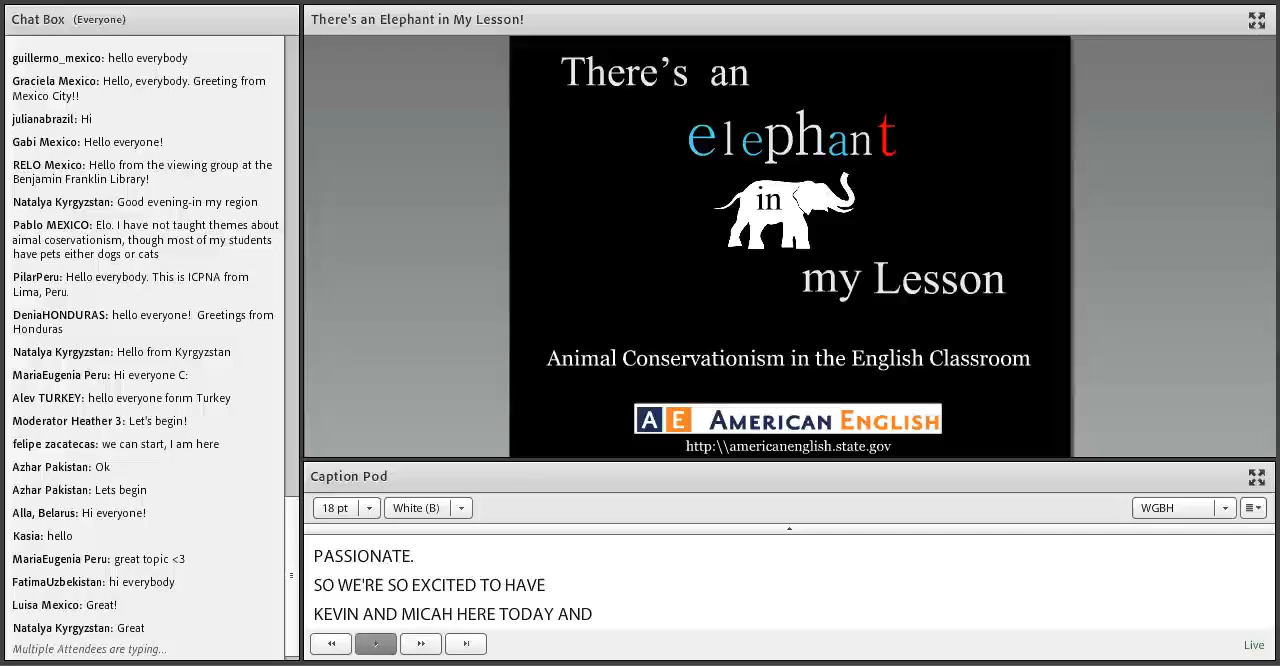 Chat Box (Everyone)
guillermo_mexico: hello everybody
Graciela Mexico: Hello, everybody. Greeting from
Mexico City!!
julianabrazil: Hi
Gabi Mexico: Hello everyone!
RELO Mexico: Hello from the viewing group at the
Benjamin Franklin Library!
Natalya Kyrgyzstan: Good evening-in my region
Pablo MEXICO: Elo. I have not taught themes about
aimal coservationism, though most of my students
have pets either dogs or cats
PilarPeru: Hello everybody. This is ICPNA from
Lima, Peru.
DeniaHONDURAS: hello everyone!  Greetings from
Honduras
Natalya Kyrgyzstan: Hello from Kyrgyzstan
MariaEugenia Peru: Hi everyone C:
Alev TURKEY: hello everyone forım Turkey
Moderator Heather 3: Let's begin!
felipe zacatecas: we can start, I am here
Azhar Pakistan: Ok
Azhar Pakistan: Lets begin
Alla, Belarus: Hi everyone!
Kasia: hello
MariaEugenia Peru: great topic <3
FatimaUzbekistan: hi everybody
Luisa Mexico: Great!
Natalya Kyrgyzstan: Great
Multiple Attendees are typing...
There's an Elephant in My Lesson!
There's an
elephant
in
my Lesson
Animal Conservationism in the English Classroom
AE AMERICAN ENGLISH
http:\\americanenglish.state.gov
Caption Pod
18 pt White (B) WGBH
PASSIONATE.
SO WE'RE SO EXCITED TO HAVE
KEVIN AND MICAH HERE TODAY AND
Live